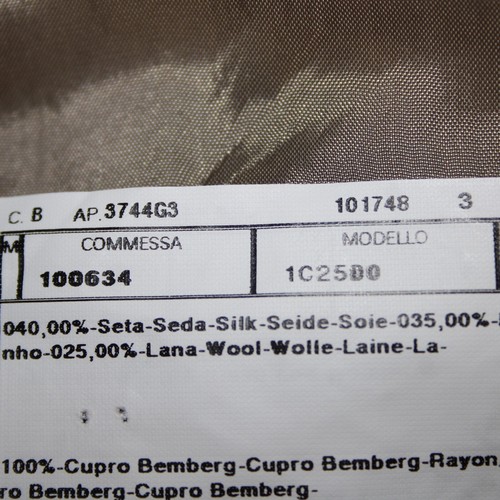 C. B AP. 3744G3 101748 3
M COMMESSA MODELLO
100634 1C25B0
040,00%-Seta-Seda-Silk-Seide-Soie-035,00%-
nho-025,00%-Lana-Wool-Wolle-Laine-La-
100%-Cupro Bemberg-Cupro Bemberg-Rayon
ro Bemberg-Cupro Bemberg-